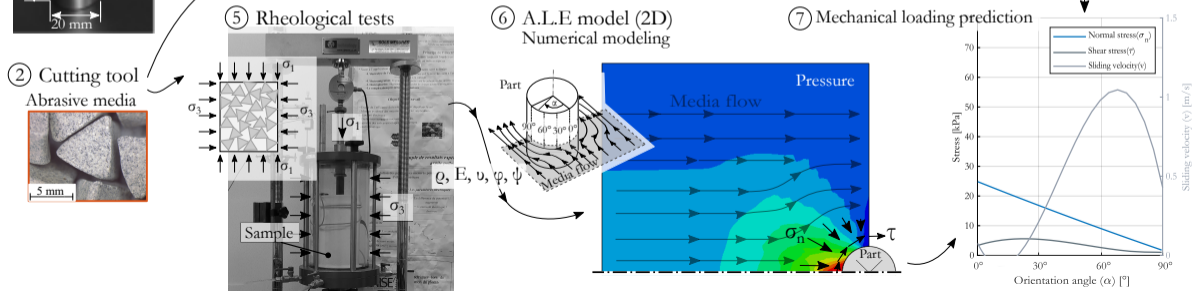 20 mm
② Cutting tool
Abrasive media
5 mm
⑤ Rheological tests
σ1
σ3
σ3
σ1
σ1
σ3
Sample
ϱ, E, υ, φ, ψ
⑥ A.L.E model (2D)
Numerical modeling
Part
α
90° 60° 30° 0°
Media flow
Pressure
Media flow
σn
τ
Part
⑦ Mechanical loading prediction
Normal stress(σn)
Shear stress(τ)
Sliding velocity(v)
Stress [kPa]
70
60
50
40
30
20
10
0
0° 30° 60° 90°
Orientation angle (α) [°]
1.5
1
0.5
0
Sliding velocity (v) [m/s]